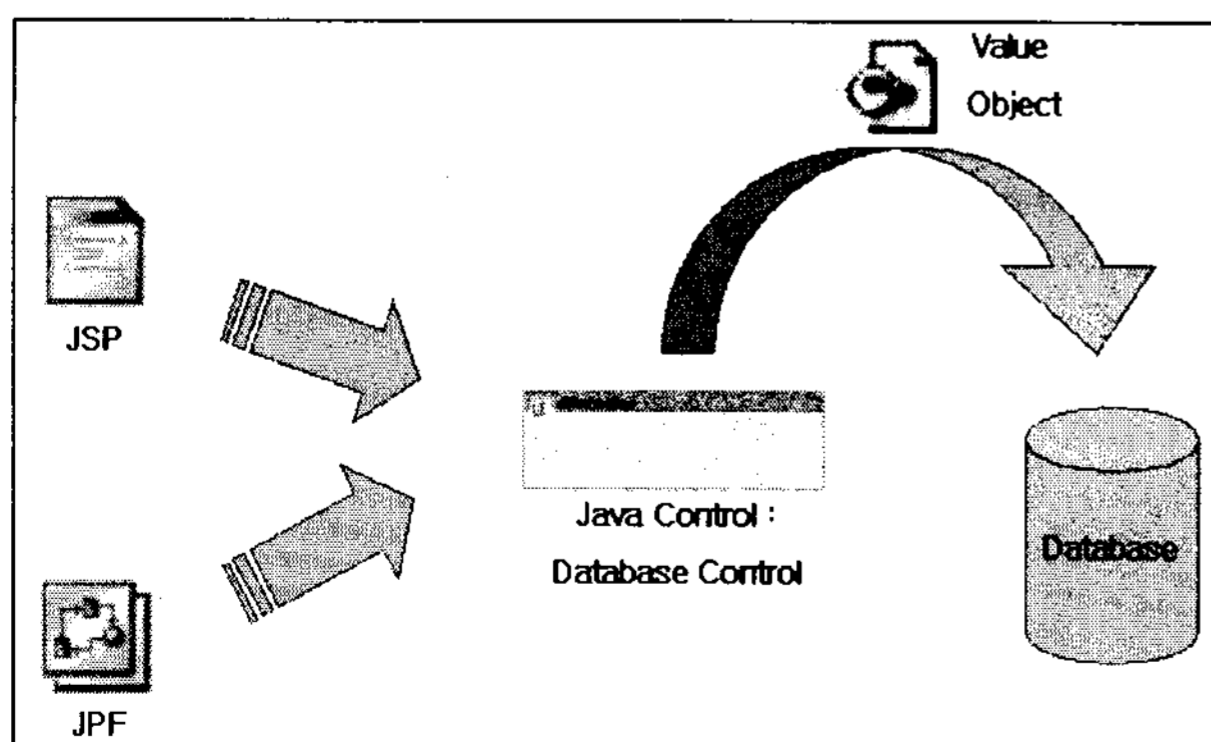 Value
Object
JSP
Java Control :
Database Control
Database
JPF